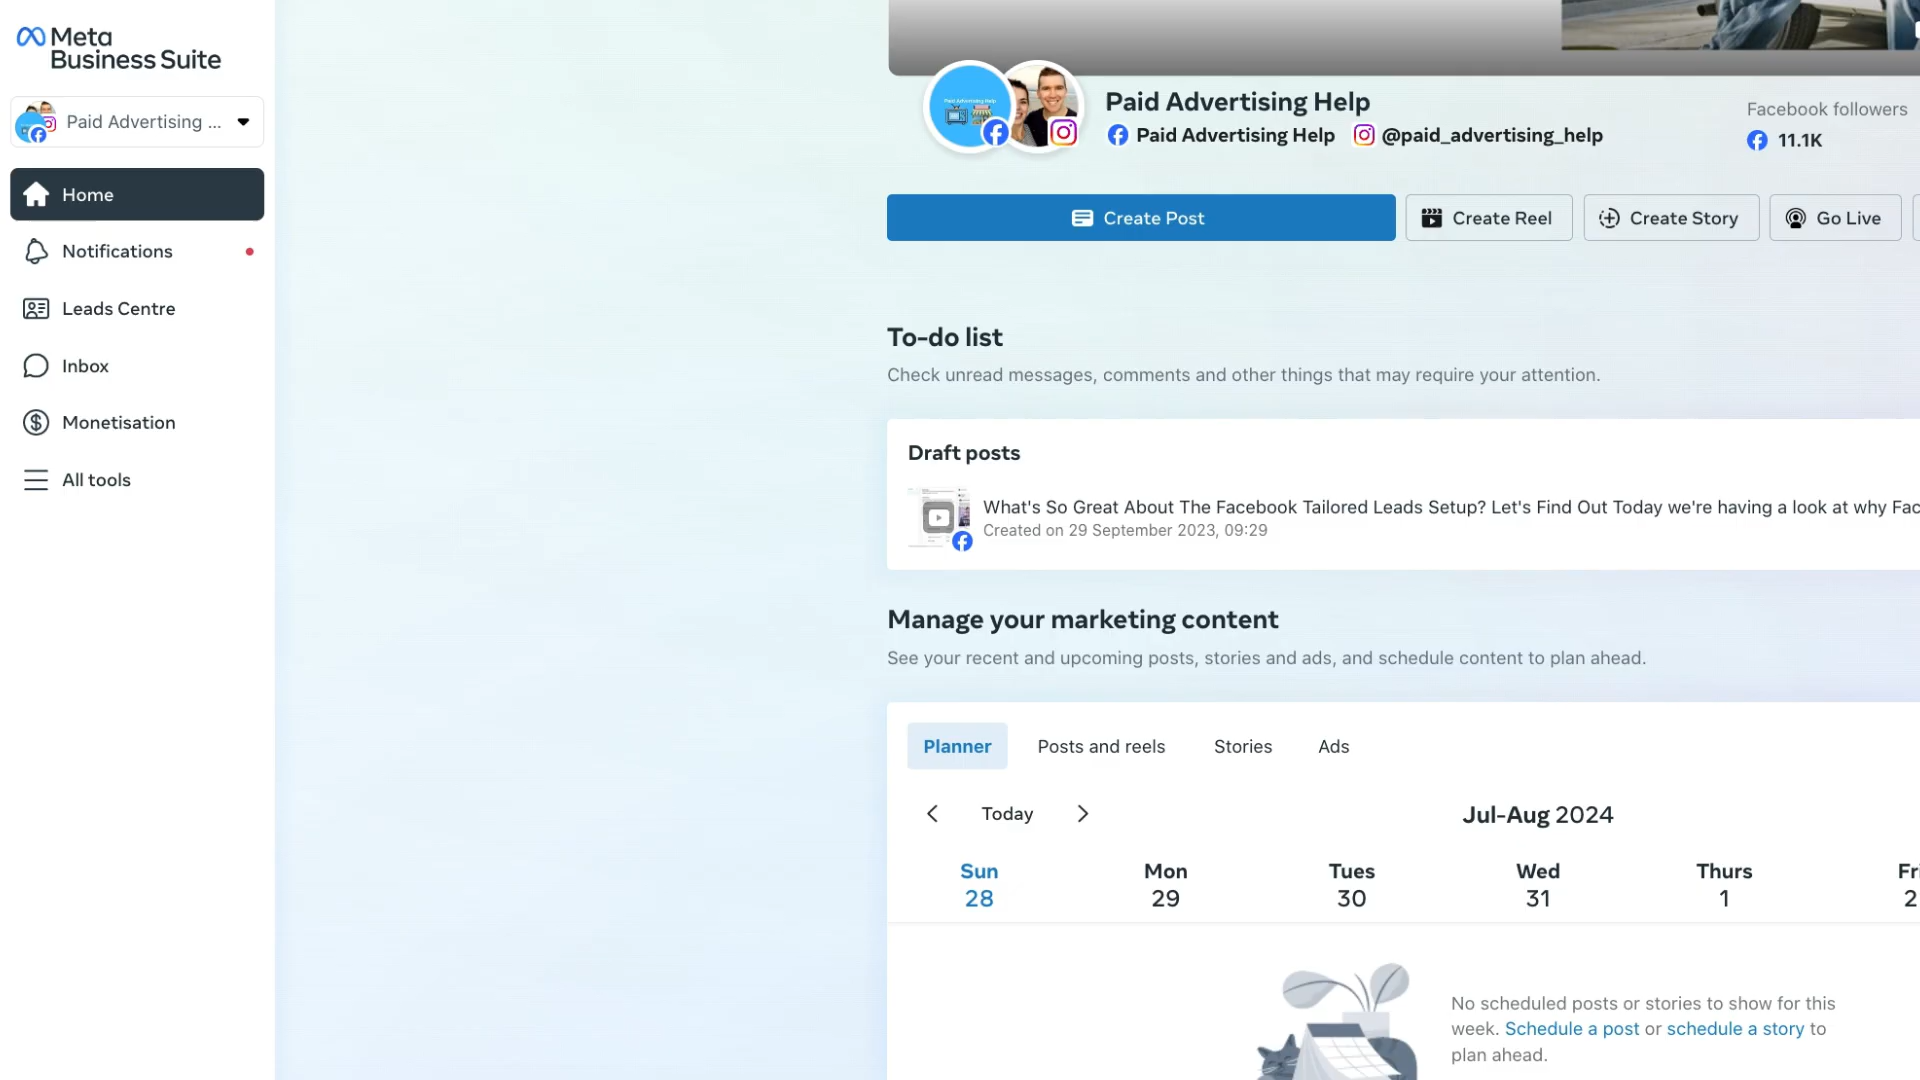 Meta
Business Suite
Paid Advertising ...
Home
Notifications
Leads Centre
Inbox
Monetisation
All tools
Paid Advertising Help
Paid Advertising Help
@paid_advertising_help
Facebook followers
11.1K
Create Post
Create Reel
Create Story
Go Live
To-do list
Check unread messages, comments and other things that may require your attention.
Draft posts
What's So Great About The Facebook Tailored Leads Setup? Let's Find Out Today we're having a look at why Fac
Created on 29 September 2023, 09:29
Manage your marketing content
See your recent and upcoming posts, stories and ads, and schedule content to plan ahead.
Planner
Posts and reels
Stories
Ads
Today
Jul-Aug 2024
Sun Mon Tues Wed Thurs Fri
28 29 30 31 1 2
No scheduled posts or stories to show for this
week. Schedule a post or schedule a story to
plan ahead.